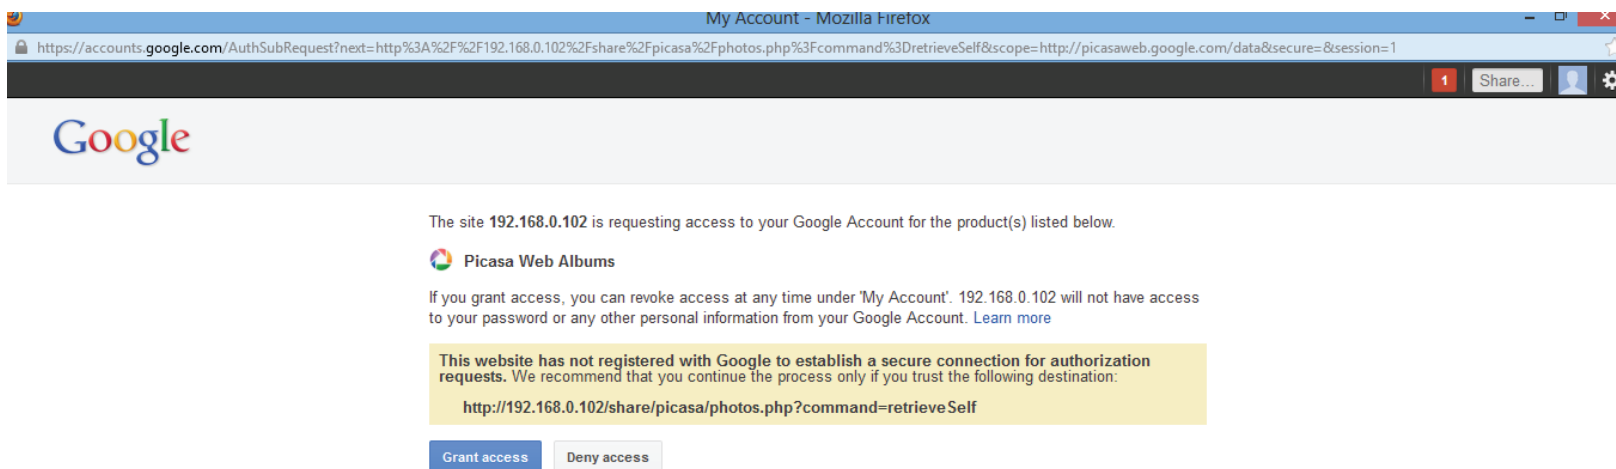 My Account - Mozilla Firefox
https://accounts.google.com/AuthSubRequest?next=http%3A%2F%2F192.168.0.102%2Fshare%2Fpicasa%2Fphotos.php%3Fcommand%3DretrieveSelf&scope=http://picasaweb.google.com/data&secure=&session=1
1 Share...
Google
The site 192.168.0.102 is requesting access to your Google Account for the product(s) listed below.
Picasa Web Albums
If you grant access, you can revoke access at any time under 'My Account'. 192.168.0.102 will not have access
to your password or any other personal information from your Google Account. Learn more
This website has not registered with Google to establish a secure connection for authorization
requests. We recommend that you continue the process only if you trust the following destination:
http://192.168.0.102/share/picasa/photos.php?command=retrieveSelf
Grant access Deny access